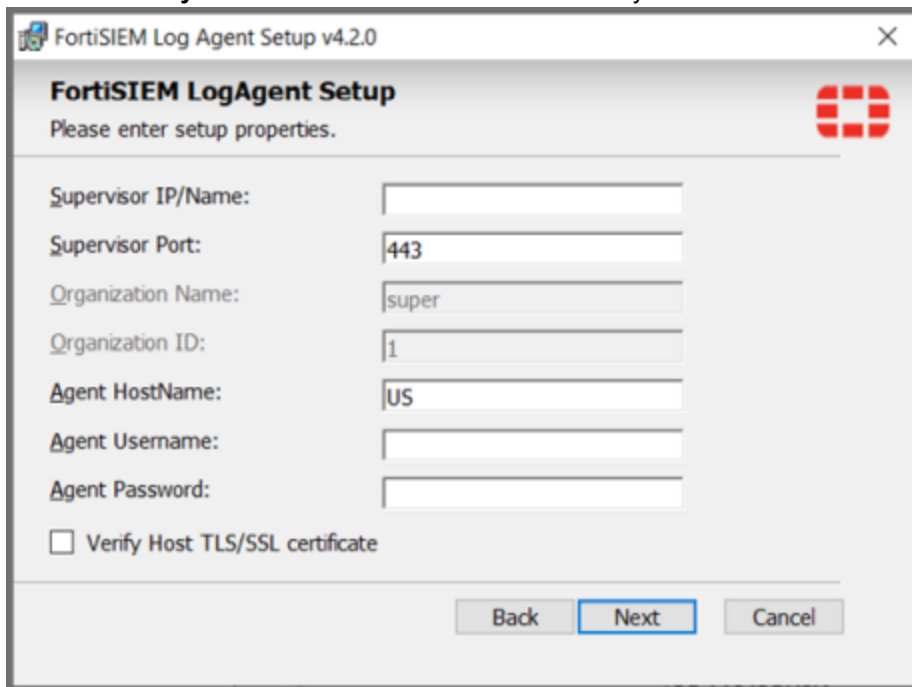 FortiSIEM Log Agent Setup v4.2.0
FortiSIEM LogAgent Setup
Please enter setup properties.
Supervisor IP/Name:
Supervisor Port: 443
Organization Name: super
Organization ID: 1
Agent HostName: US
Agent Username:
Agent Password:
Verify Host TLS/SSL certificate
Back Next Cancel